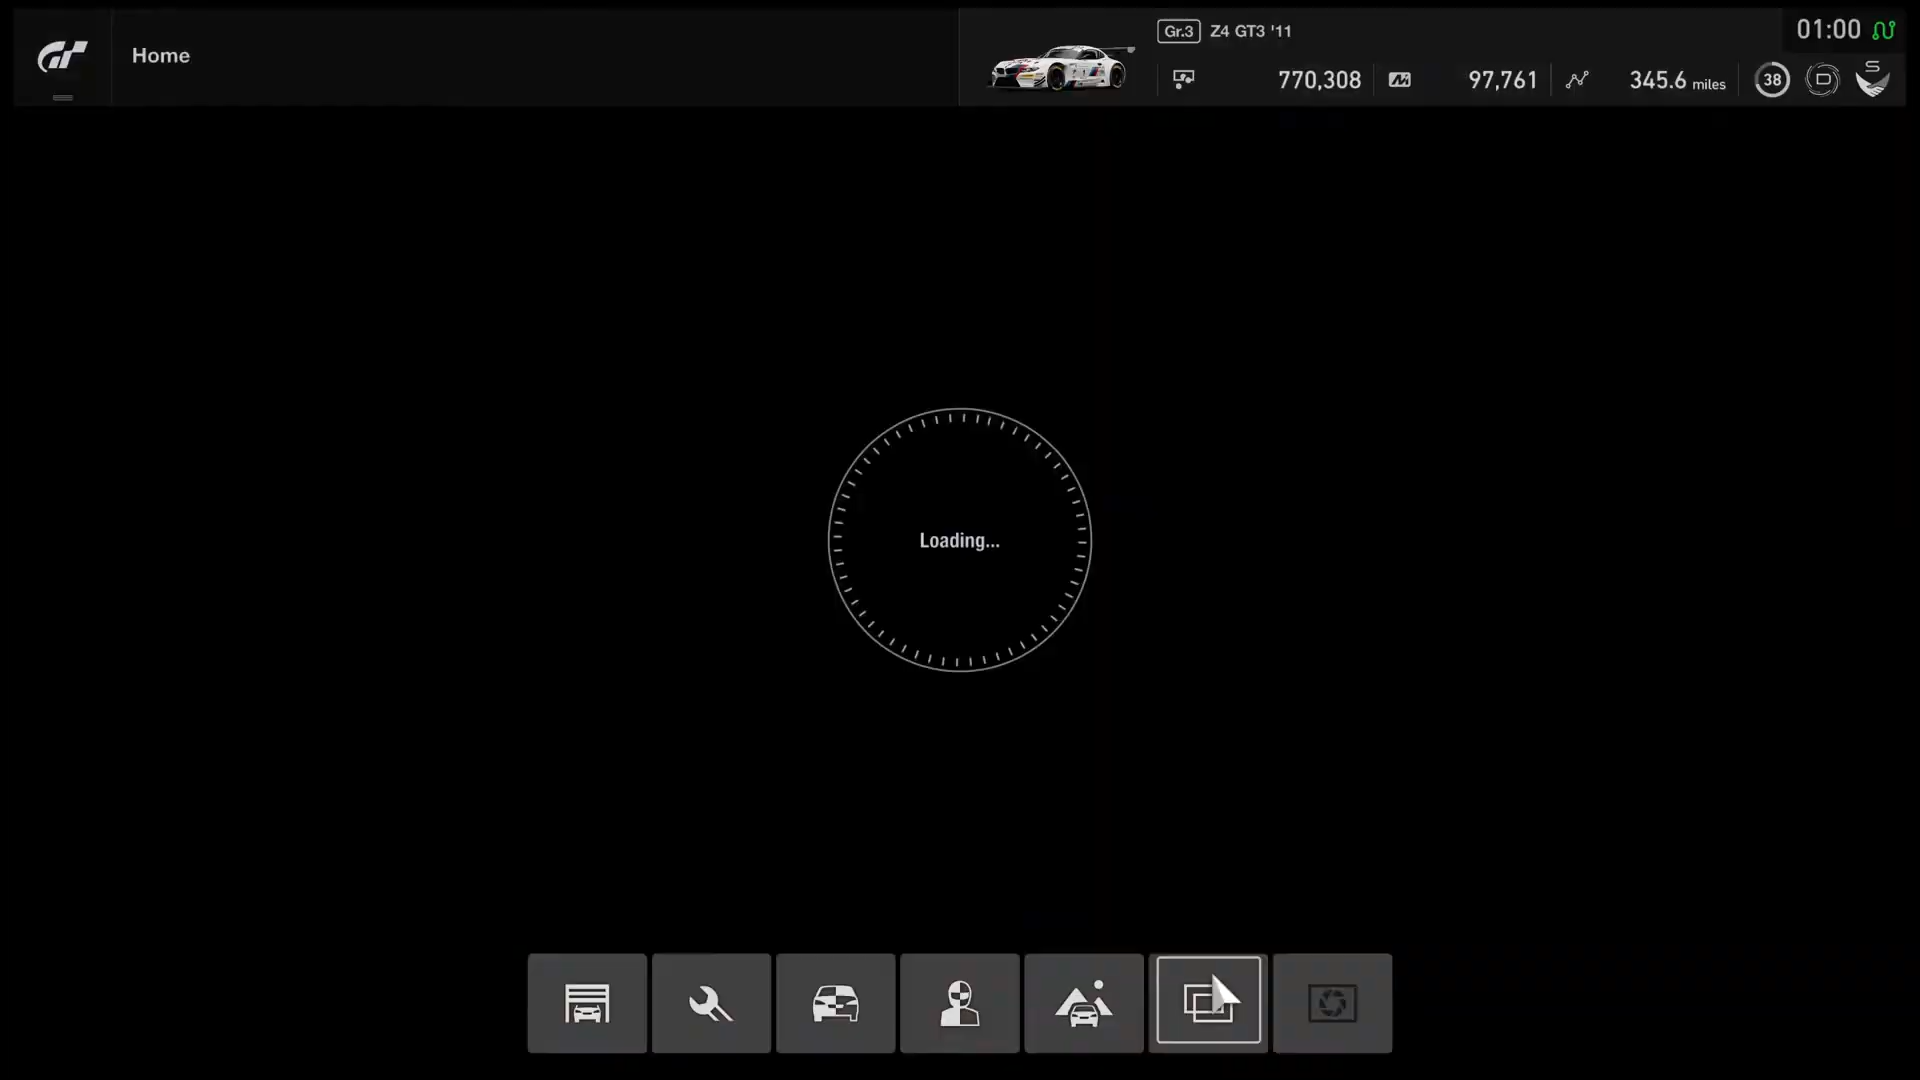 Home
Gr.3 Z4 GT3 '11
01:00
770,308
97,761
345.6 miles
38
D
S
Loading...